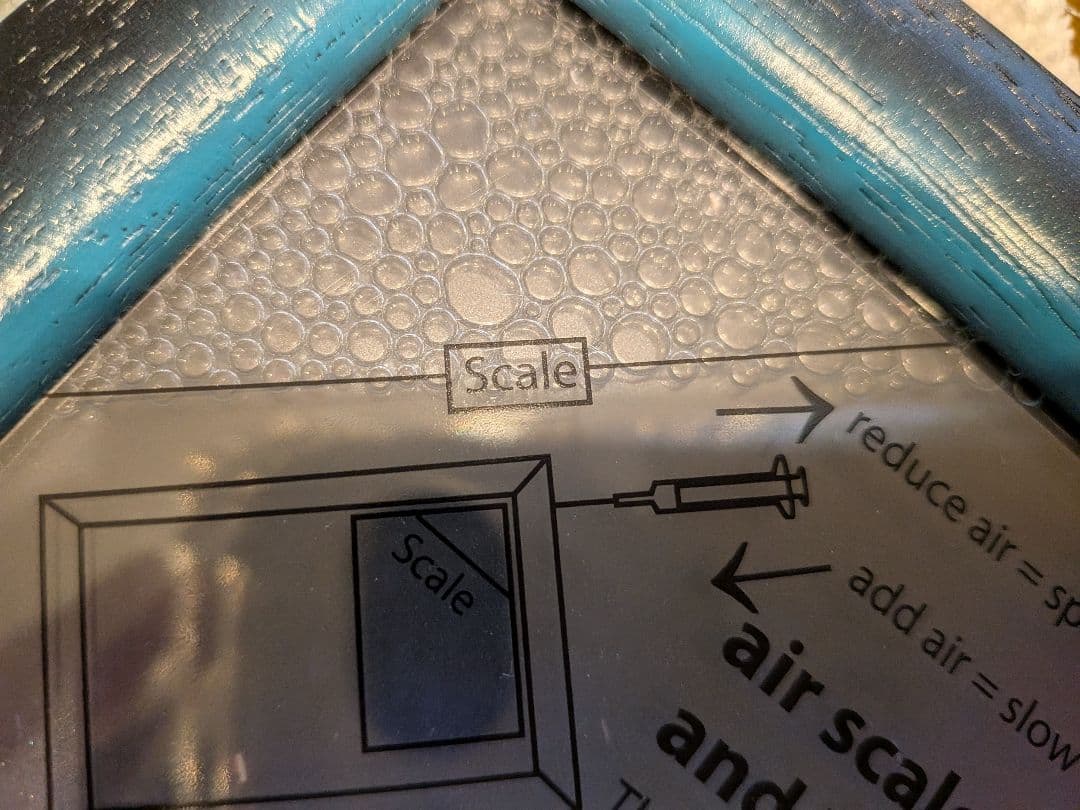 Scale
Scale
reduce air = sp
add air = slow
air scal
and